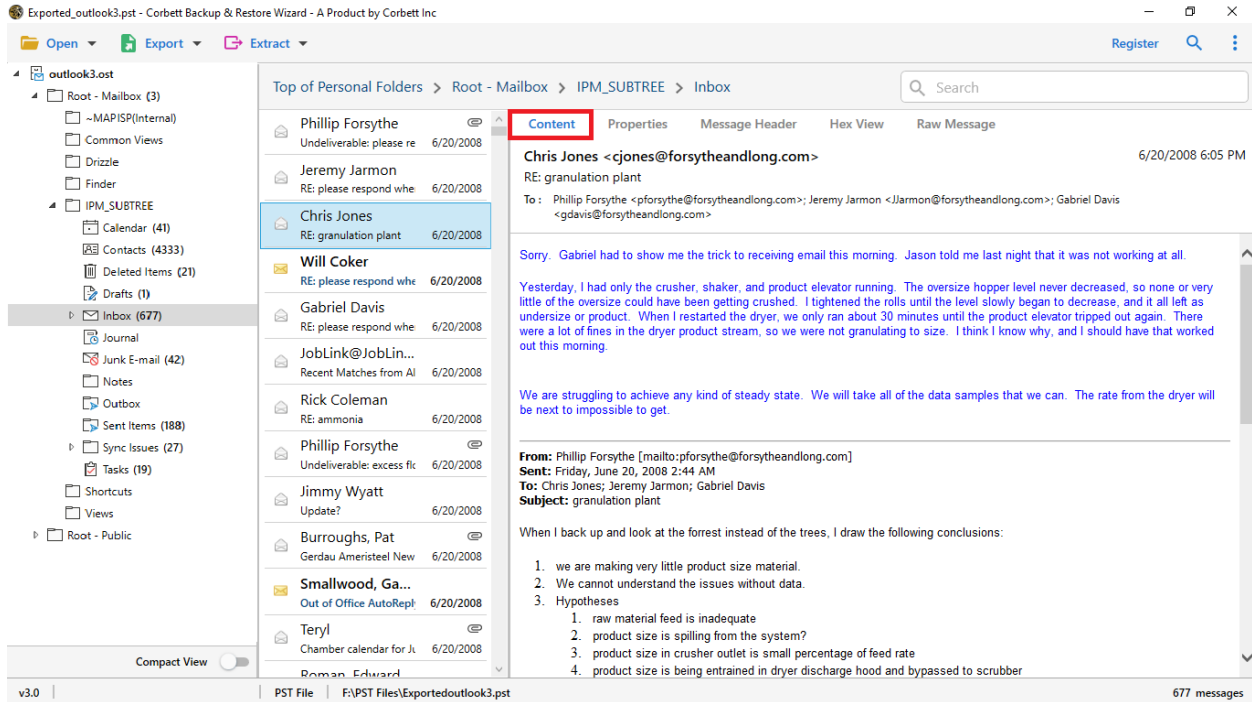 Exported_outlook3.pst - Corbett Backup & Restore Wizard - A Product by Corbett Inc
Open
Export
Extract
Register
outlook3.ost
Root - Mailbox (3)
~MAPISP(Internal)
Common Views
Drizzle
Finder
IPM_SUBTREE
Calendar (41)
Contacts (4333)
Deleted Items (21)
Drafts (1)
Inbox (677)
Journal
Junk E-mail (42)
Notes
Outbox
Sent Items (188)
Sync Issues (27)
Tasks (19)
Shortcuts
Views
Root - Public
Compact View
Top of Personal Folders > Root - Mailbox > IPM_SUBTREE > Inbox
Search
Phillip Forsythe
Undeliverable: please re 6/20/2008
Jeremy Jarmon
RE: please respond whe 6/20/2008
Chris Jones
RE: granulation plant 6/20/2008
Will Coker
RE: please respond whe 6/20/2008
Gabriel Davis
RE: please respond whe 6/20/2008
JobLink@JobLin...
Recent Matches from Al 6/20/2008
Rick Coleman
RE: ammonia 6/20/2008
Phillip Forsythe
Undeliverable: excess flc 6/20/2008
Jimmy Wyatt
Update? 6/20/2008
Burroughs, Pat
Gerdau Ameristeel New 6/20/2008
Smallwood, Ga...
Out of Office AutoReply 6/20/2008
Teryl
Chamber calendar for Ju 6/20/2008
Roman, Edward
Content Properties Message Header Hex View Raw Message
Chris Jones <cjones@forsytheandlong.com> 6/20/2008 6:05 PM
RE: granulation plant
To : Phillip Forsythe <pforsythe@forsytheandlong.com>; Jeremy Jarmon <JJarmon@forsytheandlong.com>; Gabriel Davis
<gdavis@forsytheandlong.com>
Sorry. Gabriel had to show me the trick to receiving email this morning. Jason told me last night that it was not working at all.
Yesterday, I had only the crusher, shaker, and product elevator running. The oversize hopper level never decreased, so none or very
little of the oversize could have been getting crushed. I tightened the rolls until the level slowly began to decrease, and it all left as
undersize or product. When I restarted the dryer, we only ran about 30 minutes until the product elevator tripped out again. There
were a lot of fines in the dryer product stream, so we were not granulating to size. I think I know why, and I should have that worked
out this morning.
We are struggling to achieve any kind of steady state. We will take all of the data samples that we can. The rate from the dryer will
be next to impossible to get.
From: Phillip Forsythe [mailto:pforsythe@forsytheandlong.com]
Sent: Friday, June 20, 2008 2:44 AM
To: Chris Jones; Jeremy Jarmon; Gabriel Davis
Subject: granulation plant
When I back up and look at the forrest instead of the trees, I draw the following conclusions:
1. we are making very little product size material.
2. We cannot understand the issues without data.
3. Hypotheses
1. raw material feed is inadequate
2. product size is spilling from the system?
3. product size in crusher outlet is small percentage of feed rate
4. product size is being entrained in dryer discharge hood and bypassed to scrubber
v3.0
PST File F:\PST Files\Exportedoutlook3.pst
677 messages